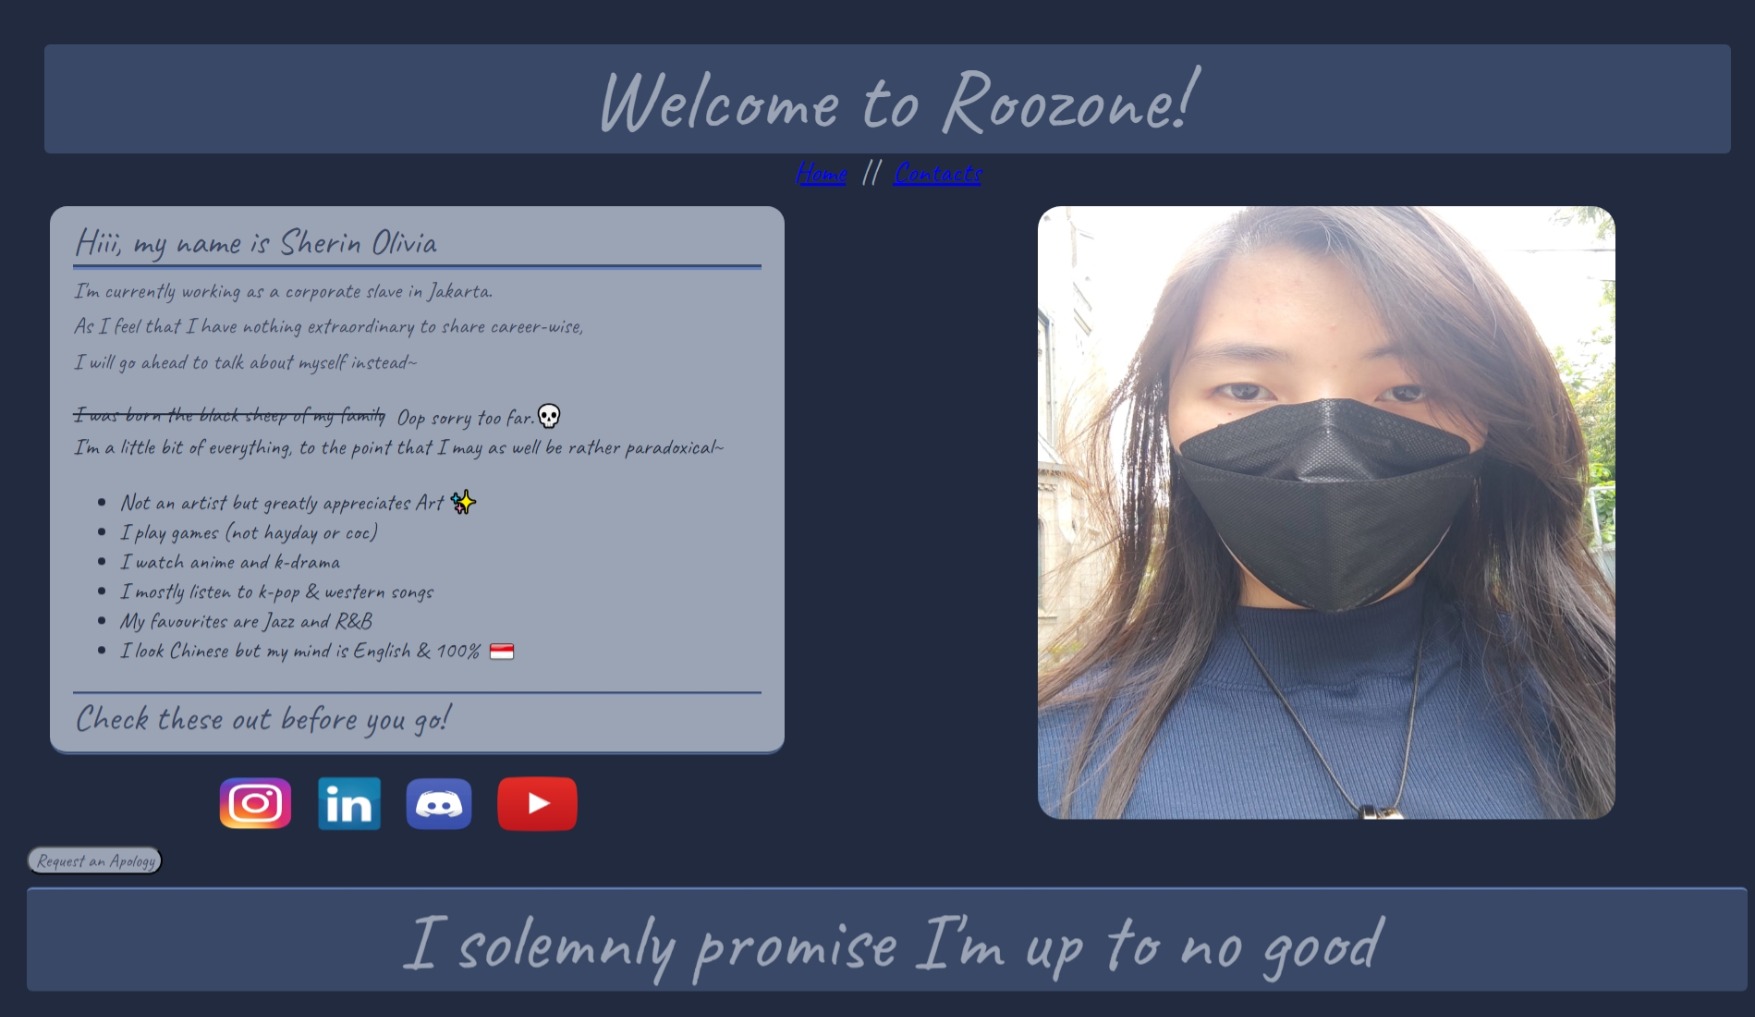 Welcome to Roozone!
Home // Contacts
Hiii, my name is Sherin Olivia
I'm currently working as a corporate slave in Jakarta.
As I feel that I have nothing extraordinary to share career-wise,
I will go ahead to talk about myself instead~
I was born the black sheep of my family Oop sorry too far.💀
I'm a little bit of everything, to the point that I may as well be rather paradoxical~
• Not an artist but greatly appreciates Art ✨
• I play games (not hayday or coc)
• I watch anime and k-drama
• I mostly listen to k-pop & western songs
• My favourites are Jazz and R&B
• I look Chinese but my mind is English & 100% 🇮🇩
Check these out before you go!
in
Request an Apology
I solemnly promise I'm up to no good